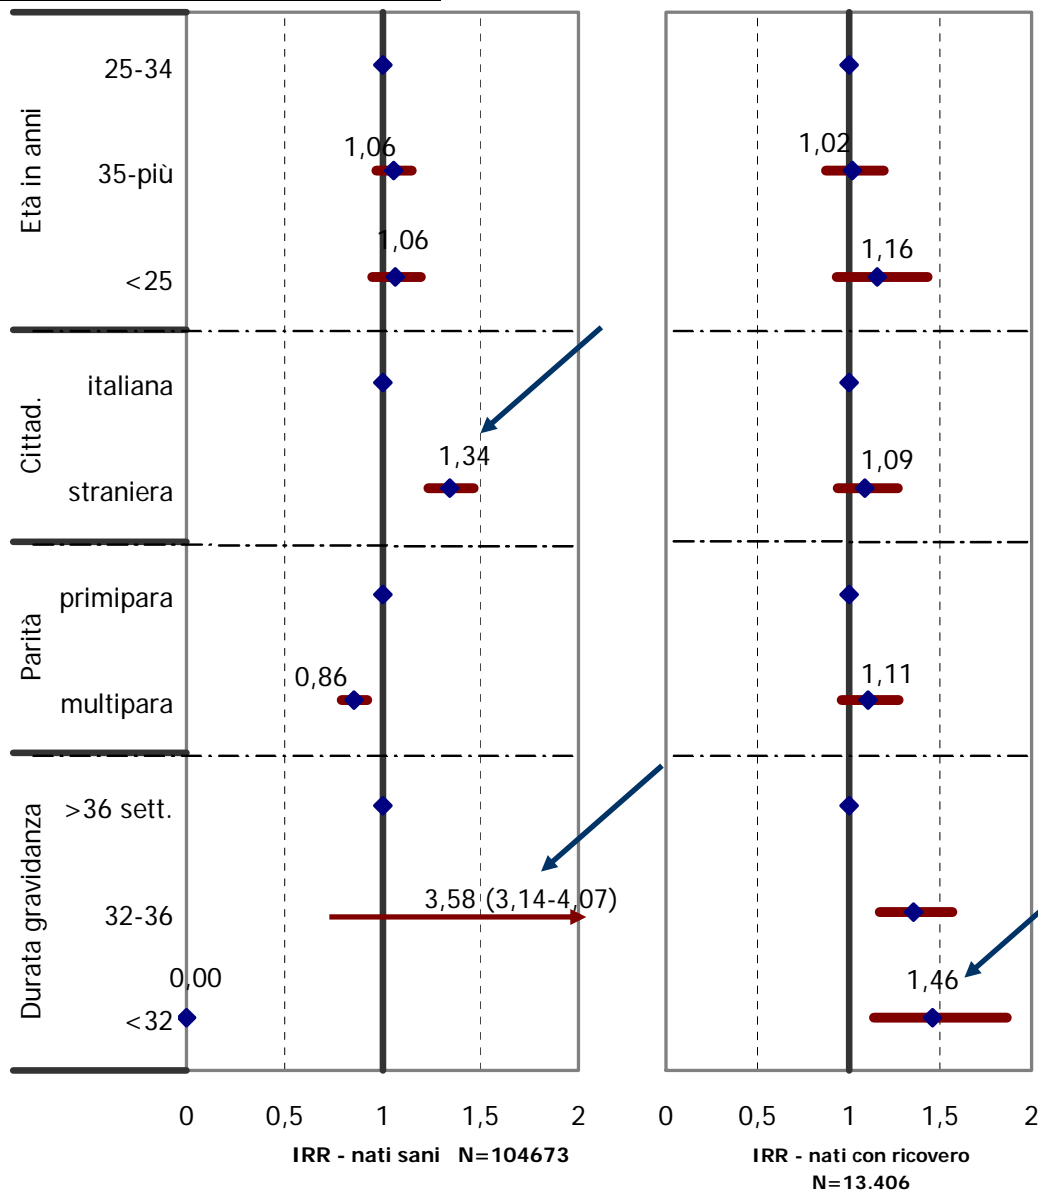 Età in anni
25-34
35-più
1,06
1,02
<25
1,06
1,16
Cittad.
italiana
straniera
1,34
1,09
Parità
primipara
multipara
0,86
1,11
Durata gravidanza
>36 sett.
32-36
3,58 (3,14-4,07)
<32
0,00
1,46
0 0,5 1 1,5 2
0 0,5 1 1,5 2
IRR - nati sani N=104673
IRR - nati con ricovero
N=13.406